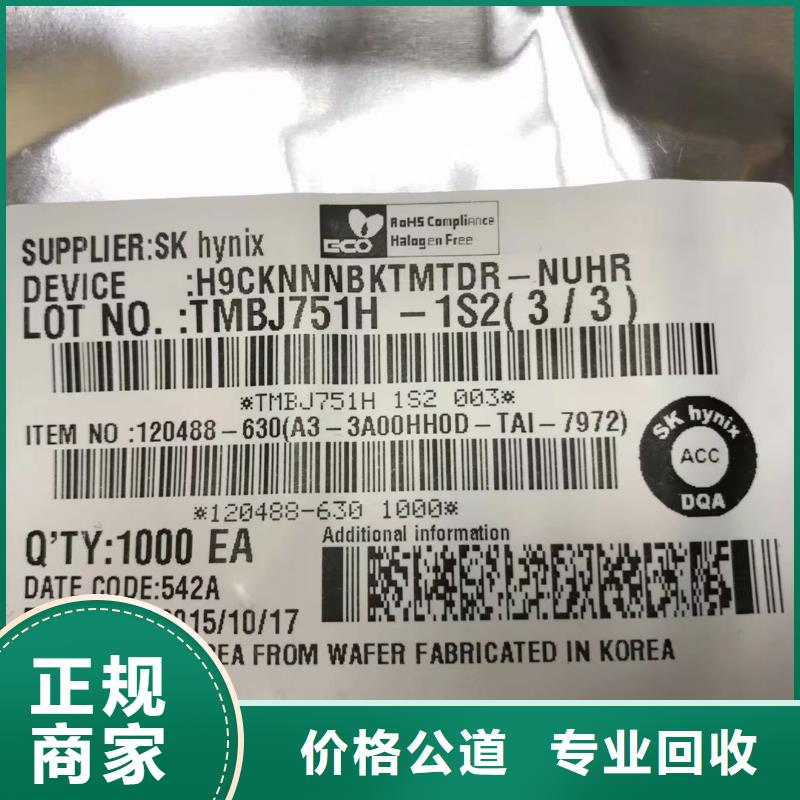 ECO
RoHS Compliance
Halogen Free
SUPPLIER:SK hynix
DEVICE :H9CKNNNBKTMTDR-NUHR
LOT NO. :TMBJ751H -1S2(3/3)
*TMBJ751H 1S2 003*
ITEM NO :120488-630(A3-3A00HH0D-TAI-7972)
*120488-630 1000*
SK hynix
ACC
DQA
Q'TY:1000 EA
Additional information
DATE CODE:542A
2015/10/17
FROM WAFER FABRICATED IN KOREA
正规
商家
价格公道 专业回收